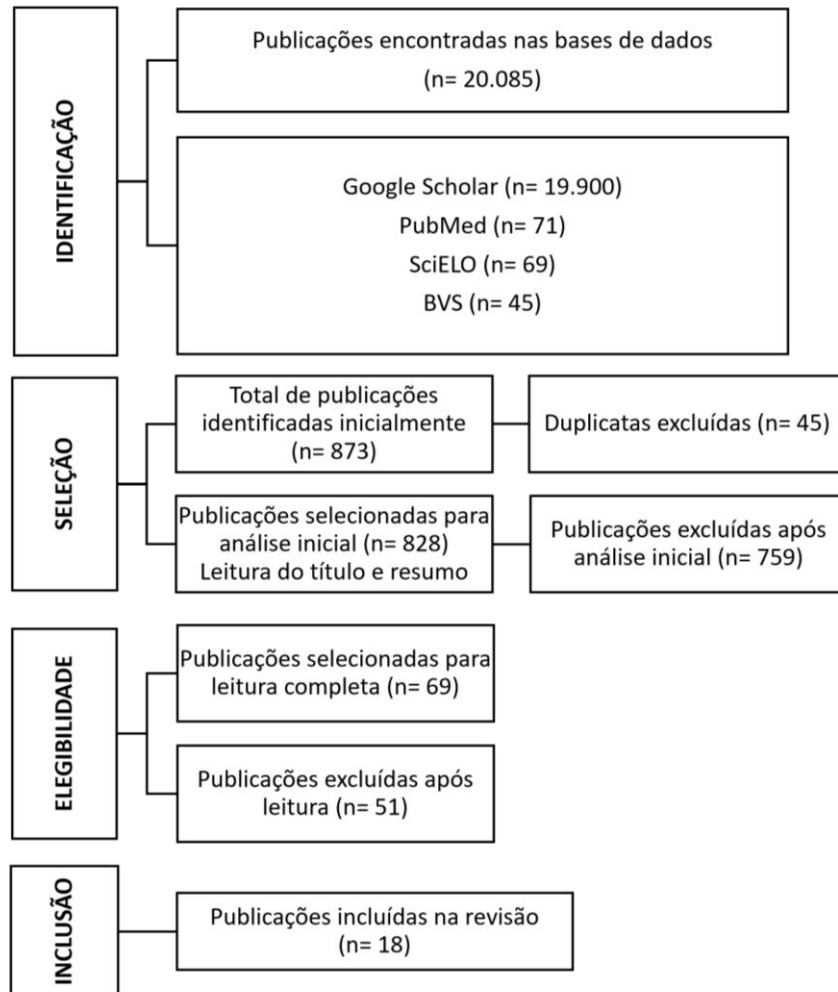 IDENTIFICAÇÃO
Publicações encontradas nas bases de dados
(n= 20.085)
Google Scholar (n= 19.900)
PubMed (n= 71)
SciELO (n= 69)
BVS (n= 45)
SELEÇÃO
Total de publicações
identificadas inicialmente
(n= 873)
Duplicatas excluídas (n= 45)
Publicações selecionadas para
análise inicial (n= 828)
Leitura do título e resumo
Publicações excluídas após
análise inicial (n= 759)
ELEGIBILIDADE
Publicações selecionadas para
leitura completa (n= 69)
Publicações excluídas após
leitura (n= 51)
INCLUSÃO
Publicações incluídas na revisão
(n= 18)